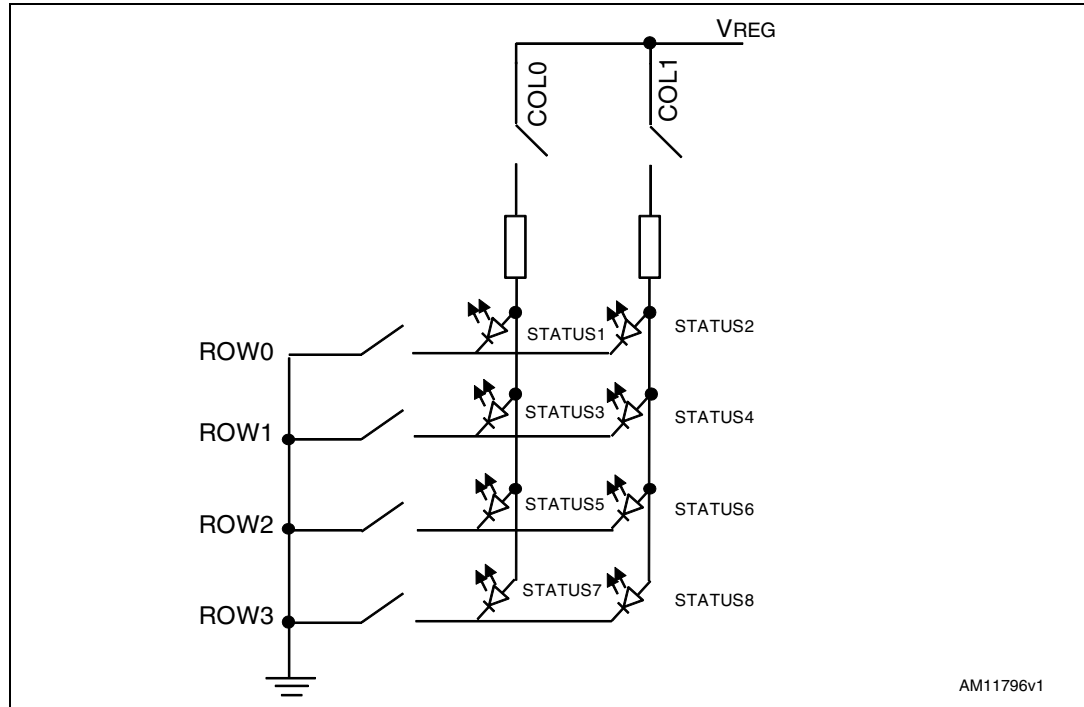 VREG
COL0
COL1
STATUS1
STATUS2
ROW0
STATUS3
STATUS4
ROW1
STATUS5
STATUS6
ROW2
STATUS7
STATUS8
ROW3
AM11796v1